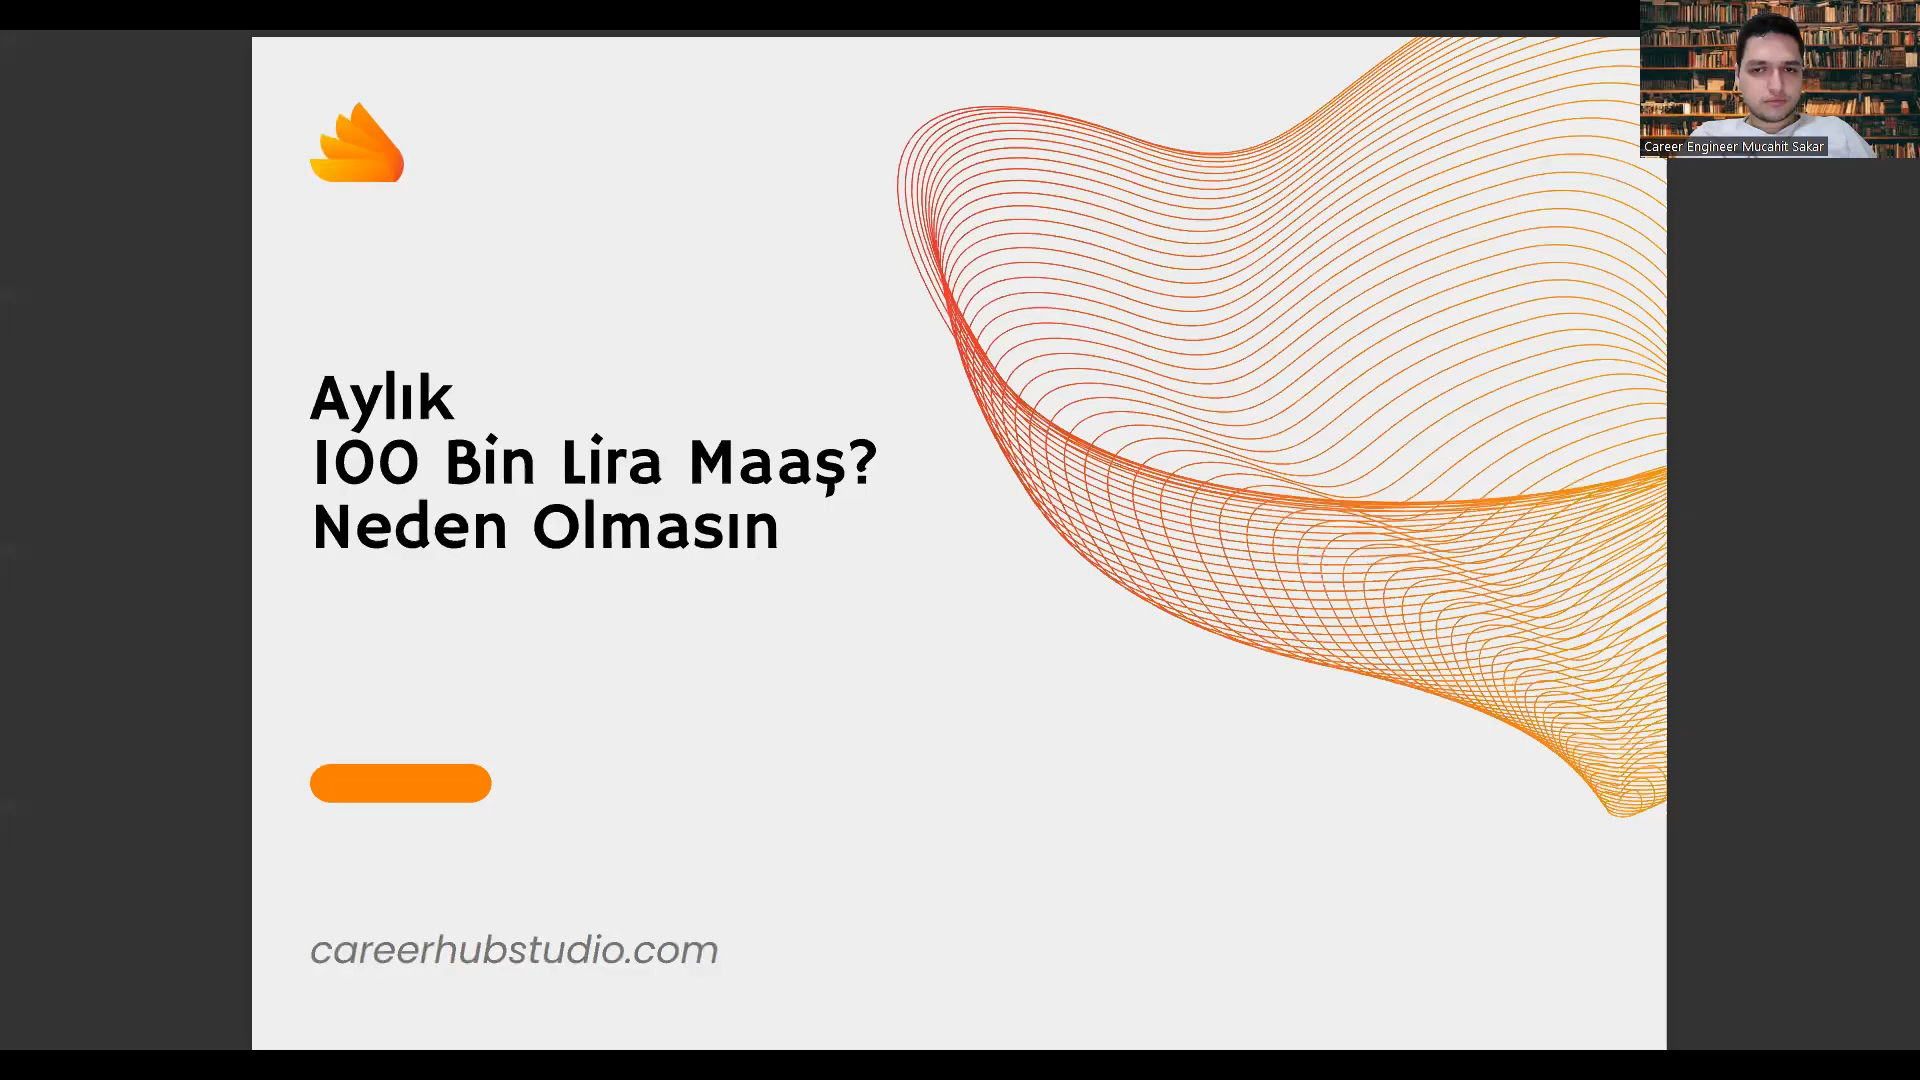 Aylık
100 Bin Lira Maaş?
Neden Olmasın
careerhubstudio.com
Career Engineer Mucahit Sakar